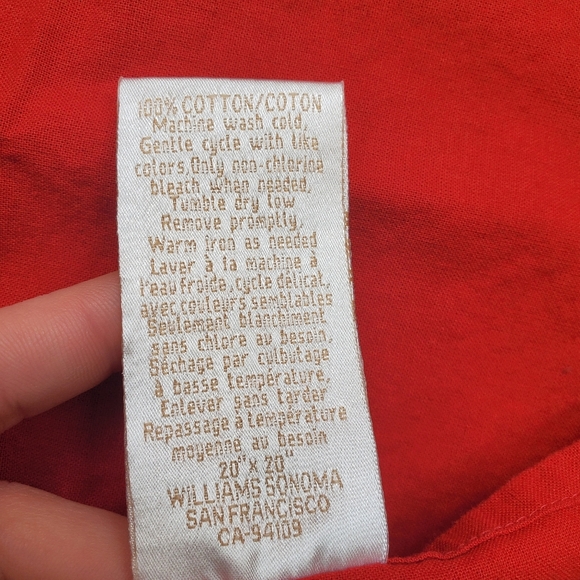 100% COTTON/COTON
Machine wash cold,
Gentle cycle with like
colors,Only non-chlorine
bleach when needed,
Tumble dry low
Remove promptly,
Warm iron as needed
Laver à la machine à
l'eau froide, cycle délicat,
avec couleurs semblables
Seulement blanchiment
sans chlore au besoin,
Séchage par culbutage
à basse température,
Enlever sans tarder
Repassage à température
moyenne au besoin
20" X 20"
WILLIAMS SONOMA
SAN FRANCISCO
CA-94109